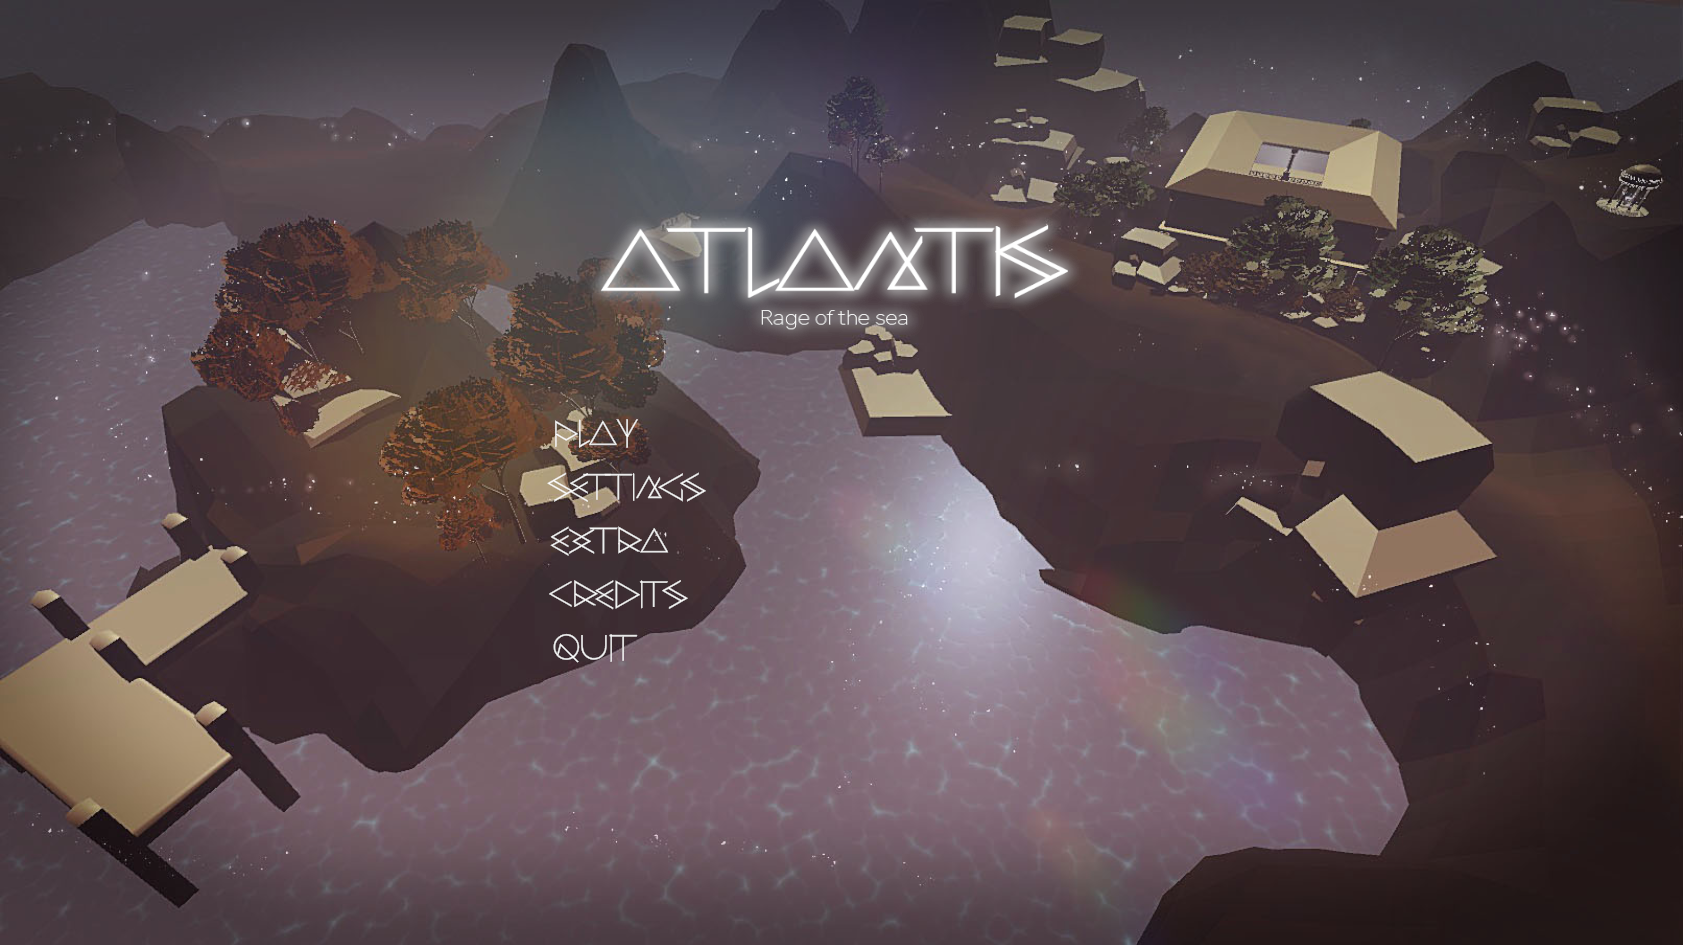 ATLANTIS
Rage of the sea
PLAY
SETTINGS
EXTRA
CREDITS
QUIT